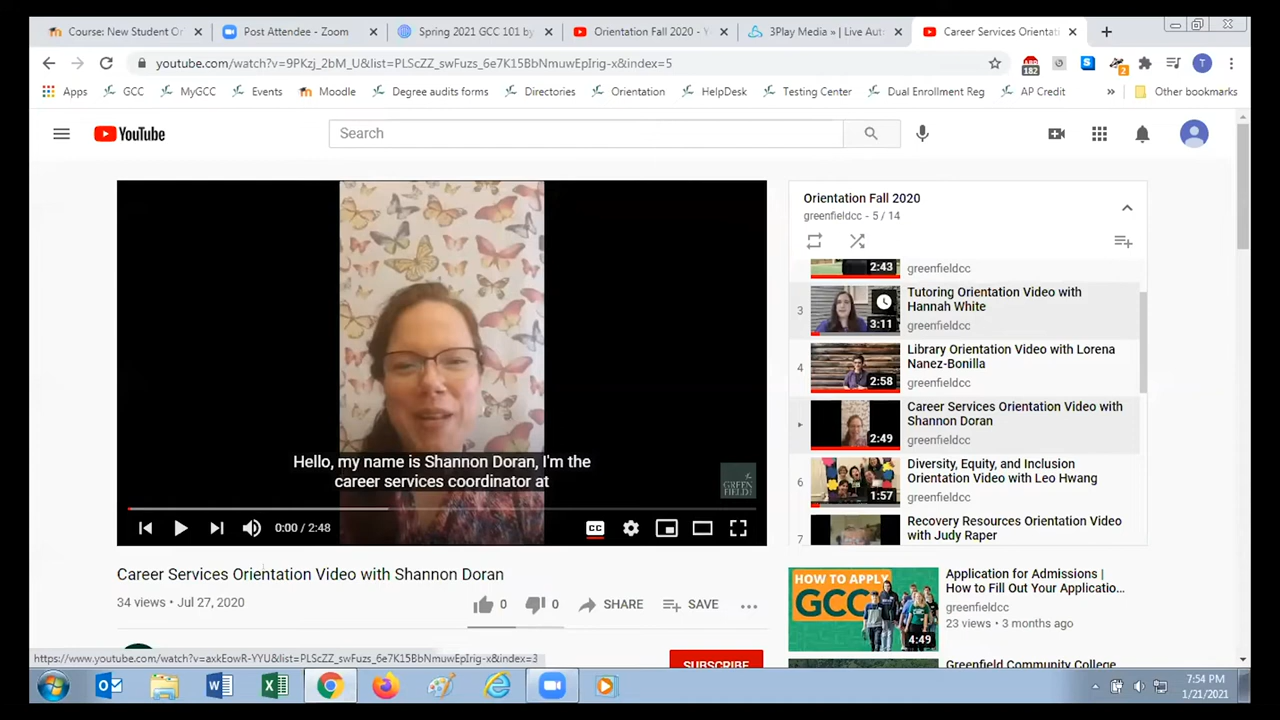 Course: New Student Or
Post Attendee - Zoom
Spring 2021 GCC 101 by
Orientation Fall 2020 - Y
3Play Media » | Live Aut
Career Services Orientati
youtube.com/watch?v=9PKzj_2bM_U&list=PLScZZ_swFuzs_6e7K15BbNmuwEpIrig-x&index=5
182
2
T
Apps
GCC
MyGCC
Events
Moodle
Degree audits forms
Directories
Orientation
HelpDesk
Testing Center
Dual Enrollment Reg
AP Credit
»
Other bookmarks
YouTube
Search
Hello, my name is Shannon Doran, I'm the
career services coordinator at
GREEN
FIELD
0:00 / 2:48
CC
Orientation Fall 2020
greenfieldcc - 5 / 14
2:43
greenfieldcc
3
3:11
Tutoring Orientation Video with
Hannah White
greenfieldcc
4
2:58
Library Orientation Video with Lorena
Nanez-Bonilla
greenfieldcc
2:49
Career Services Orientation Video with
Shannon Doran
greenfieldcc
6
1:57
Diversity, Equity, and Inclusion
Orientation Video with Leo Hwang
greenfieldcc
7
Recovery Resources Orientation Video
with Judy Raper
Career Services Orientation Video with Shannon Doran
34 views • Jul 27, 2020
0
0
SHARE
SAVE
SUBSCRIBE
HOW TO APPLY
GCC
4:49
Application for Admissions |
How to Fill Out Your Applicatio...
greenfieldcc
23 views • 3 months ago
Greenfield Community College
https://www.youtube.com/watch?v=axkEowR-YYU&list=PLScZZ_swFuzs_6e7K15BbNmuwEpIrig-x&index=3
7:54 PM
1/21/2021